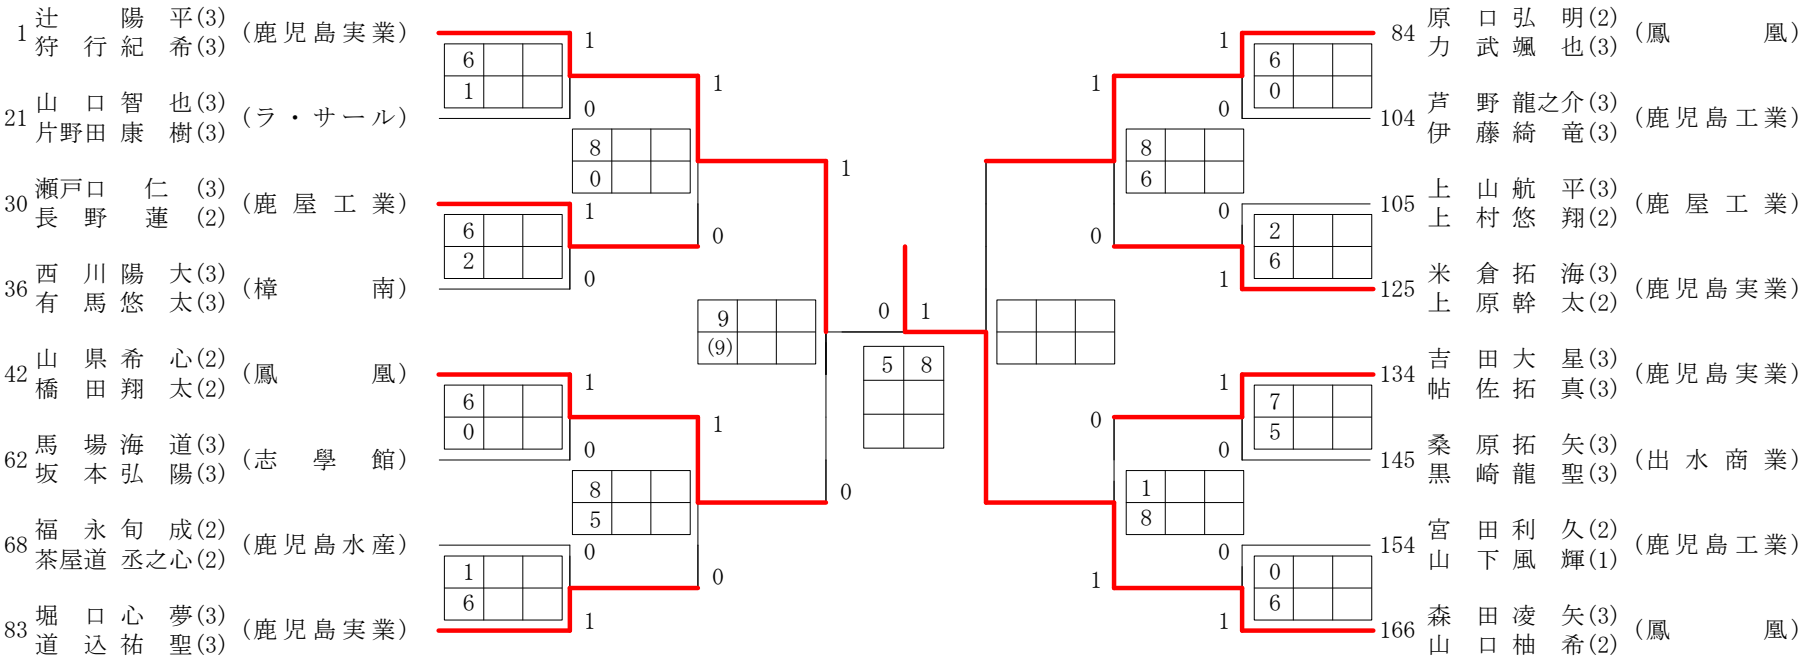 1 辻 陽 平(3) (鹿児島実業)
狩 行 紀 希(3)
21 山 口 智 也(3) (ラ・サール)
片野田 康 樹(3)
30 瀬戸口 仁 (3) (鹿 屋 工 業)
長 野 蓮 (2)
36 西 川 陽 大(3) (樟 南)
有 馬 悠 太(3)
42 山 県 希 心(2) (鳳 凰)
橋 田 翔 太(2)
62 馬 場 海 道(3) (志 學 館)
坂 本 弘 陽(3)
68 福 永 旬 成(2) (鹿児島水産)
茶屋道 丞之心(2)
83 堀 口 心 夢(3) (鹿児島実業)
道 込 祐 聖(3)
1
6
1
0
1
8
0
1
6
2
0
0
1
1
6
0
0
1
8
5
0
1
6
1
0
9
(9)
0
0 1
5 8
1
6
0
0
1
8
6
0
2
6
1
0
1
7
5
0
0
1
8
0
0
6
1
1
84 原 口 弘 明(2) (鳳 凰)
力 武 颯 也(3)
104 芦 野 龍之介(3) (鹿児島工業)
伊 藤 綺 竜(3)
105 上 山 航 平(3) (鹿 屋 工 業)
上 村 悠 翔(2)
125 米 倉 拓 海(3) (鹿児島実業)
上 原 幹 太(2)
134 吉 田 大 星(3) (鹿児島実業)
帖 佐 拓 真(3)
145 桑 原 拓 矢(3) (出 水 商 業)
黒 崎 龍 聖(3)
154 宮 田 利 久(2) (鹿児島工業)
山 下 風 輝(1)
166 森 田 凌 矢(3) (鳳 凰)
山 口 柚 希(2)